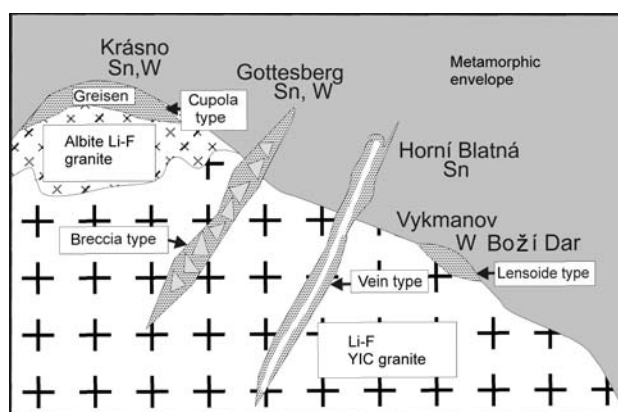 Krásno
Sn,W
Greisen
Cupola
type
Albite Li-F
granite
Gottesberg
Sn, W
Metamorphic
envelope
Horní Blatná
Sn
Breccia type
Vykmanov
W Boží Dar
Lensoide type
Vein type
Li-F
YIC granite